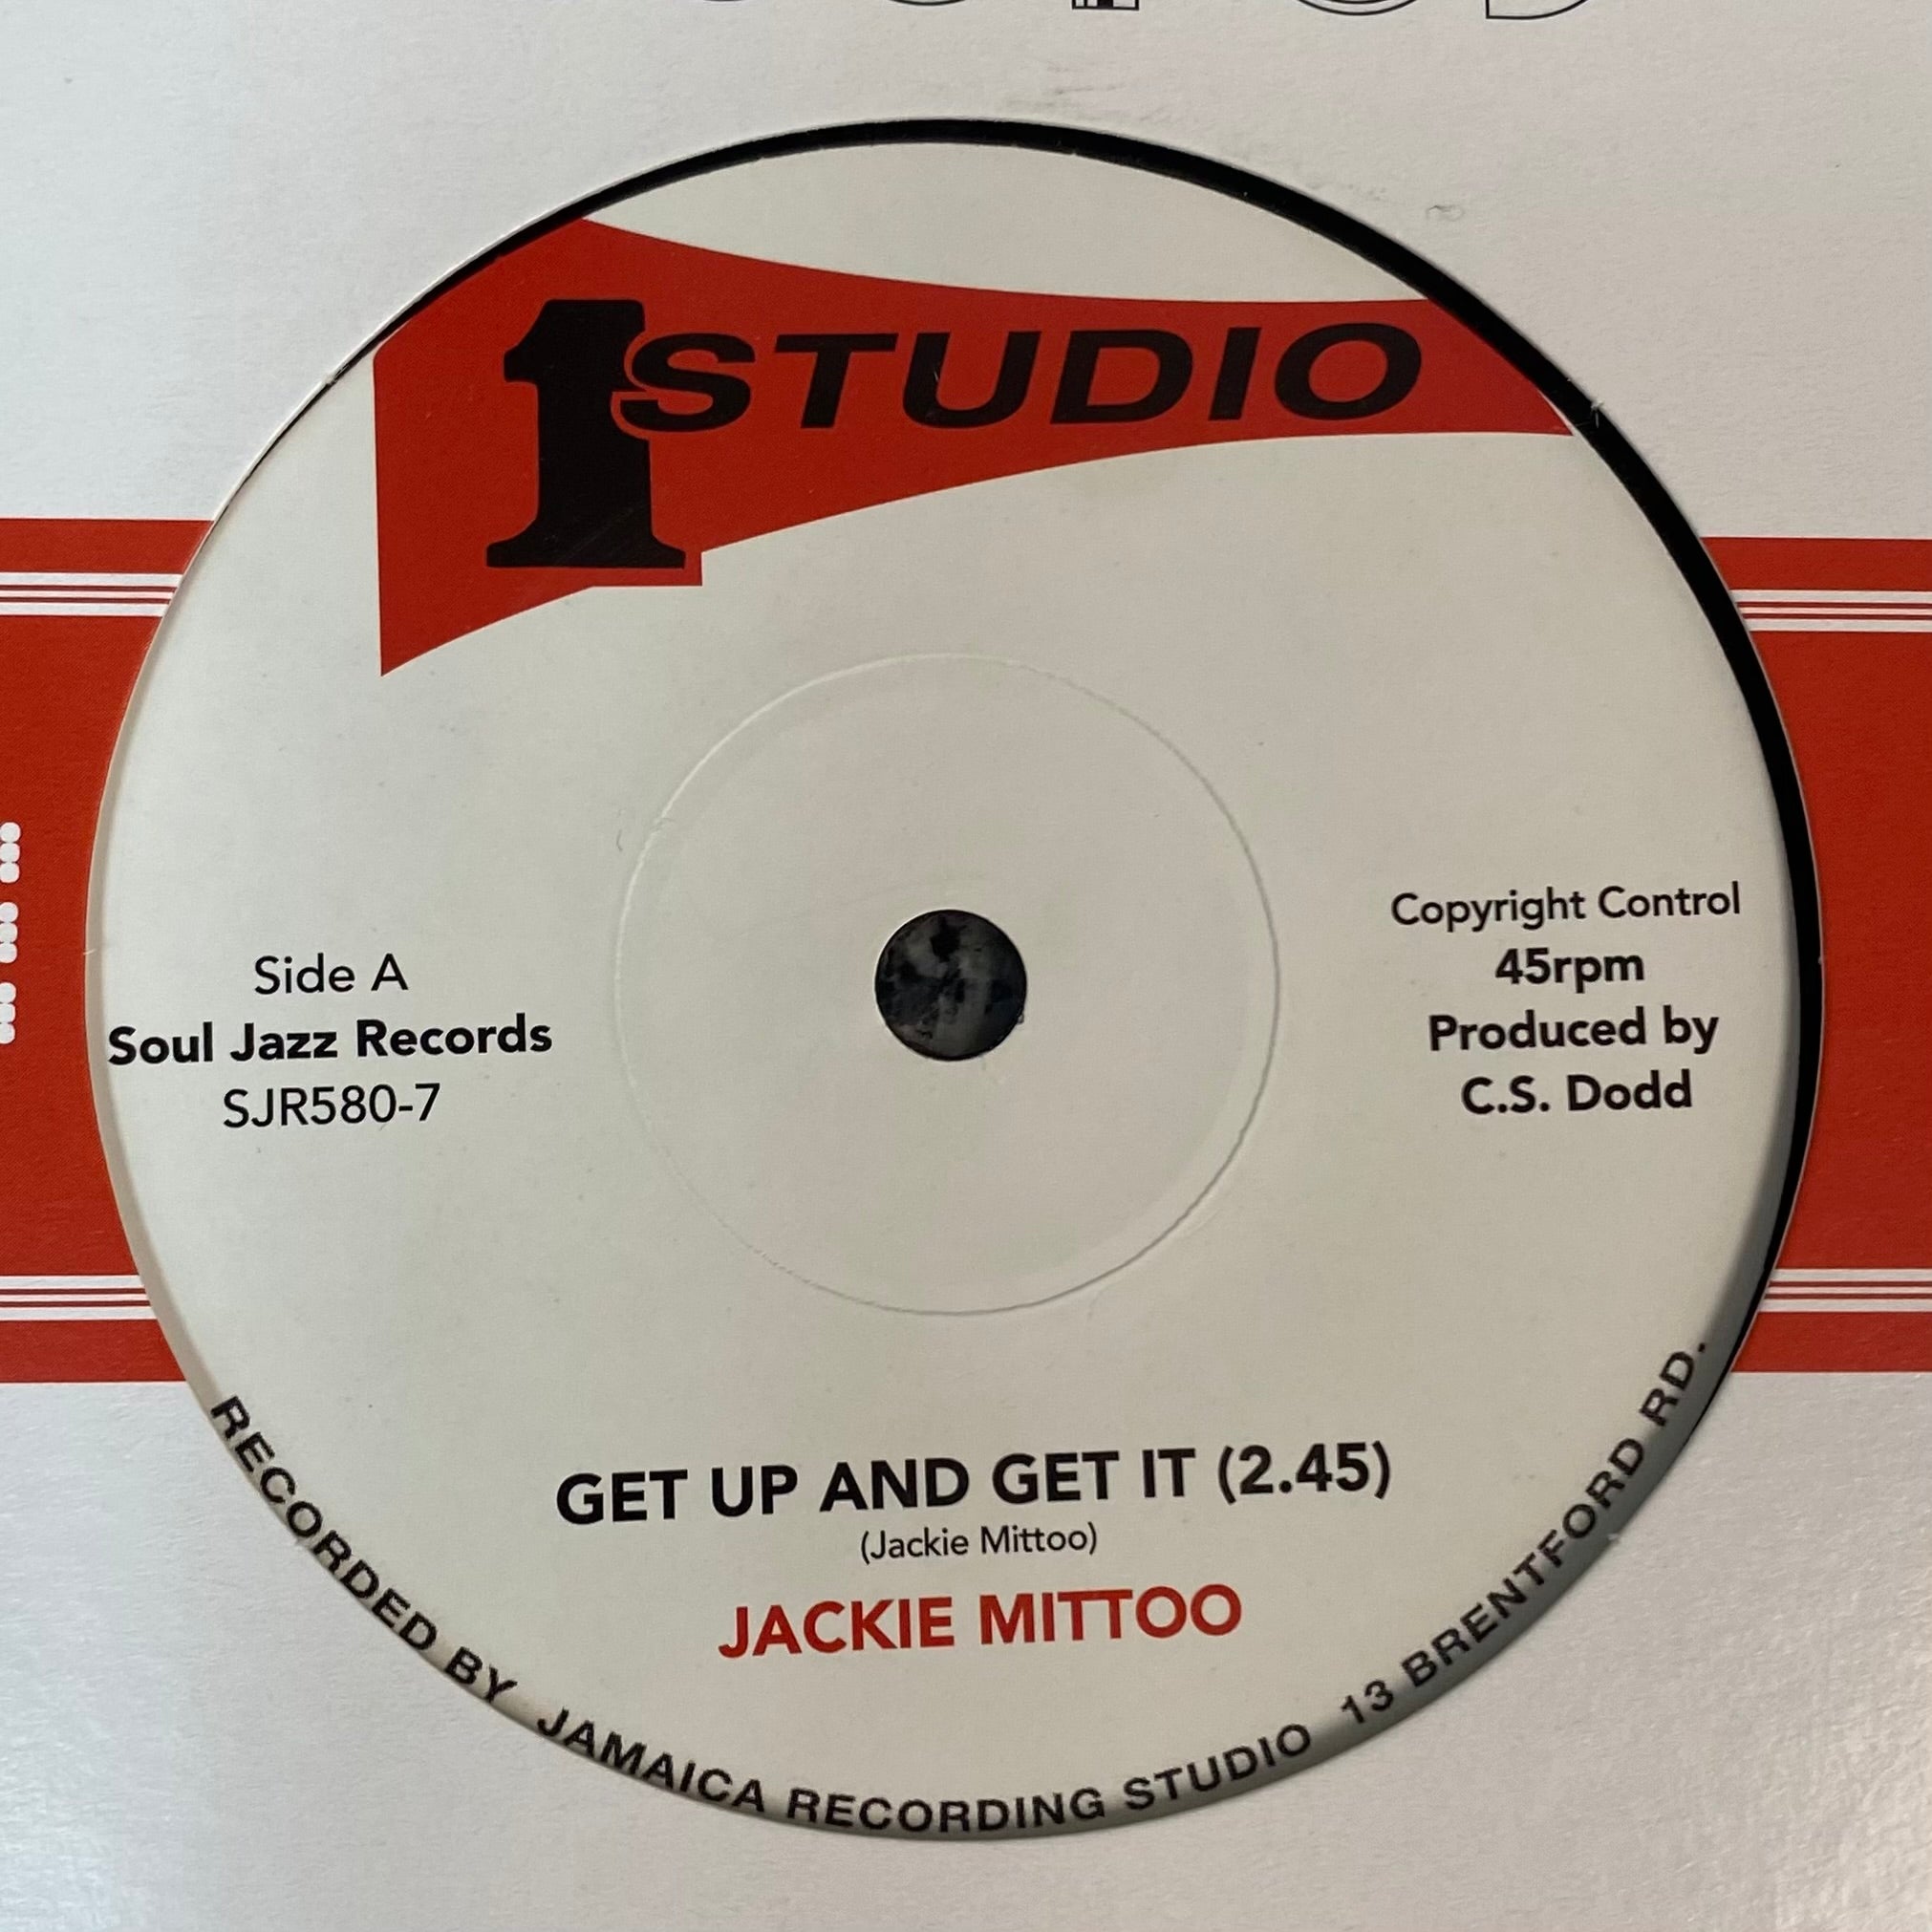 1 STUDIO
Side A
Soul Jazz Records
SJR580-7
Copyright Control
45rpm
Produced by
C.S. Dodd
GET UP AND GET IT (2.45)
(Jackie Mittoo)
JACKIE MITTOO
RECORDED BY JAMAICA RECORDING STUDIO 13 BRENTFORD RD.